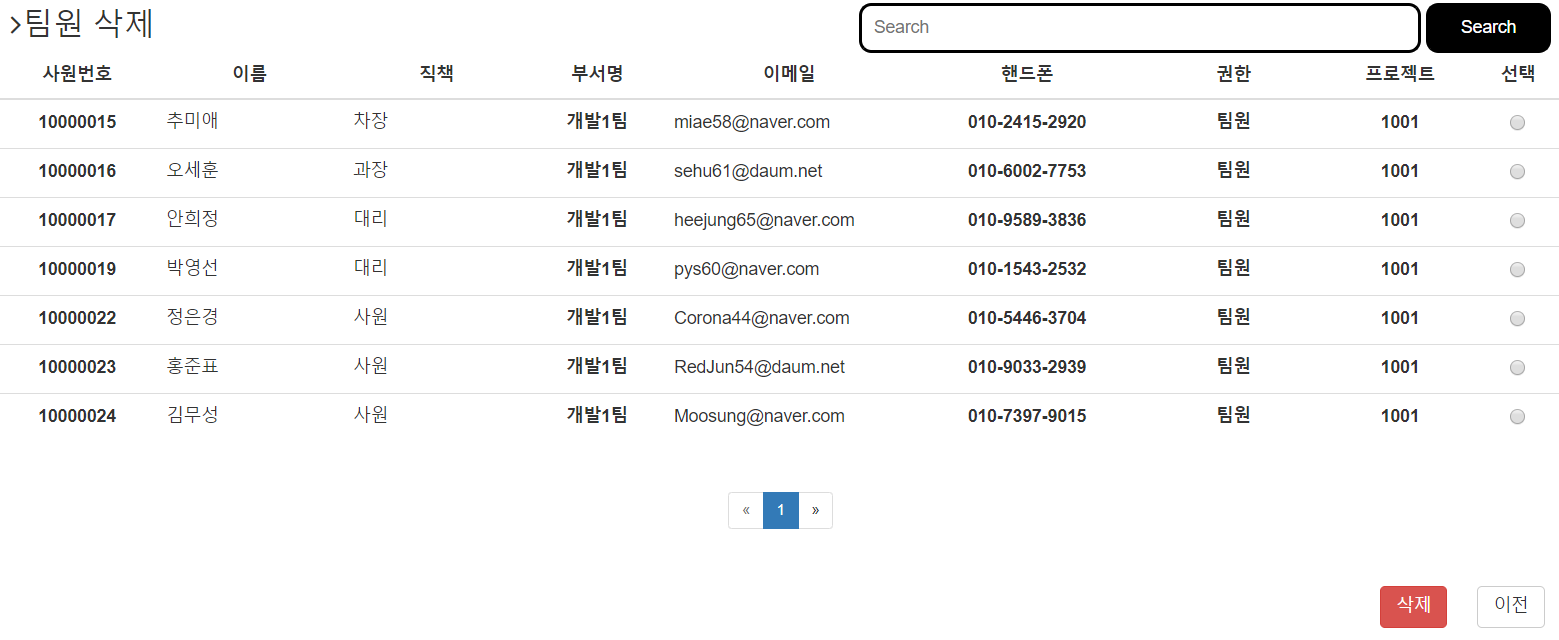 >팀원 삭제 Search Search
사원번호 이름 직책 부서명 이메일 핸드폰 권한 프로젝트 선택
10000015 추미애 차장 개발1팀 miae58@naver.com 010-2415-2920 팀원 1001
10000016 오세훈 과장 개발1팀 sehu61@daum.net 010-6002-7753 팀원 1001
10000017 안희정 대리 개발1팀 heejung65@naver.com 010-9589-3836 팀원 1001
10000019 박영선 대리 개발1팀 pys60@naver.com 010-1543-2532 팀원 1001
10000022 정은경 사원 개발1팀 Corona44@naver.com 010-5446-3704 팀원 1001
10000023 홍준표 사원 개발1팀 RedJun54@daum.net 010-9033-2939 팀원 1001
10000024 김무성 사원 개발1팀 Moosung@naver.com 010-7397-9015 팀원 1001
« 1 »
삭제 이전